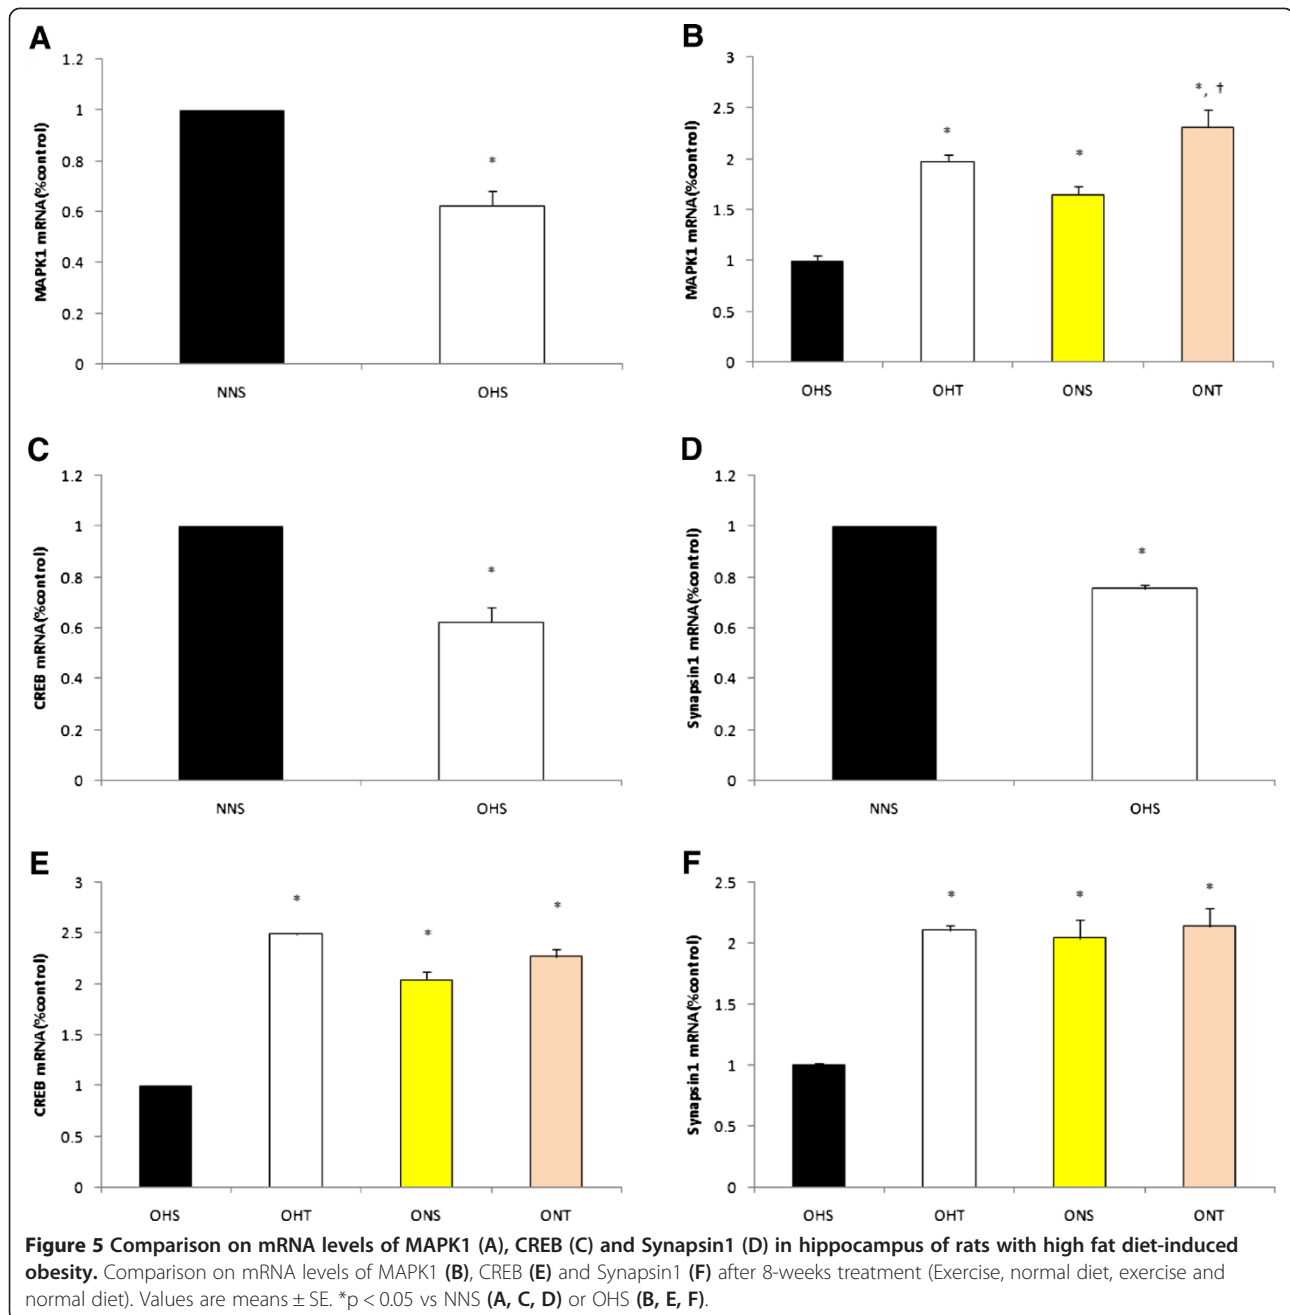 A
MAPK1 mRNA(%control)
1.2
1
0.8
0.6
0.4
0.2
0
*
NNS
OHS
B
MAPK1 mRNA(%control)
3
2.5
2
1.5
1
0.5
0
*
*
*, †
OHS
OHT
ONS
ONT
C
CREB mRNA(%control)
1.2
1
0.8
0.6
0.4
0.2
0
*
NNS
OHS
D
Synapsin1 mRNA(%control)
1.2
1
0.8
0.6
0.4
0.2
0
*
NNS
OHS
E
CREB mRNA(%control)
3
2.5
2
1.5
1
0.5
0
*
*
*
OHS
OHT
ONS
ONT
F
Synapsin1 mRNA(%control)
2.5
2
1.5
1
0.5
0
*
*
*
OHS
OHT
ONS
ONT
Figure 5 Comparison on mRNA levels of MAPK1 (A), CREB (C) and Synapsin1 (D) in hippocampus of rats with high fat diet-induced
obesity. Comparison on mRNA levels of MAPK1 (B), CREB (E) and Synapsin1 (F) after 8-weeks treatment (Exercise, normal diet, exercise and
normal diet). Values are means ± SE. *p < 0.05 vs NNS (A, C, D) or OHS (B, E, F).